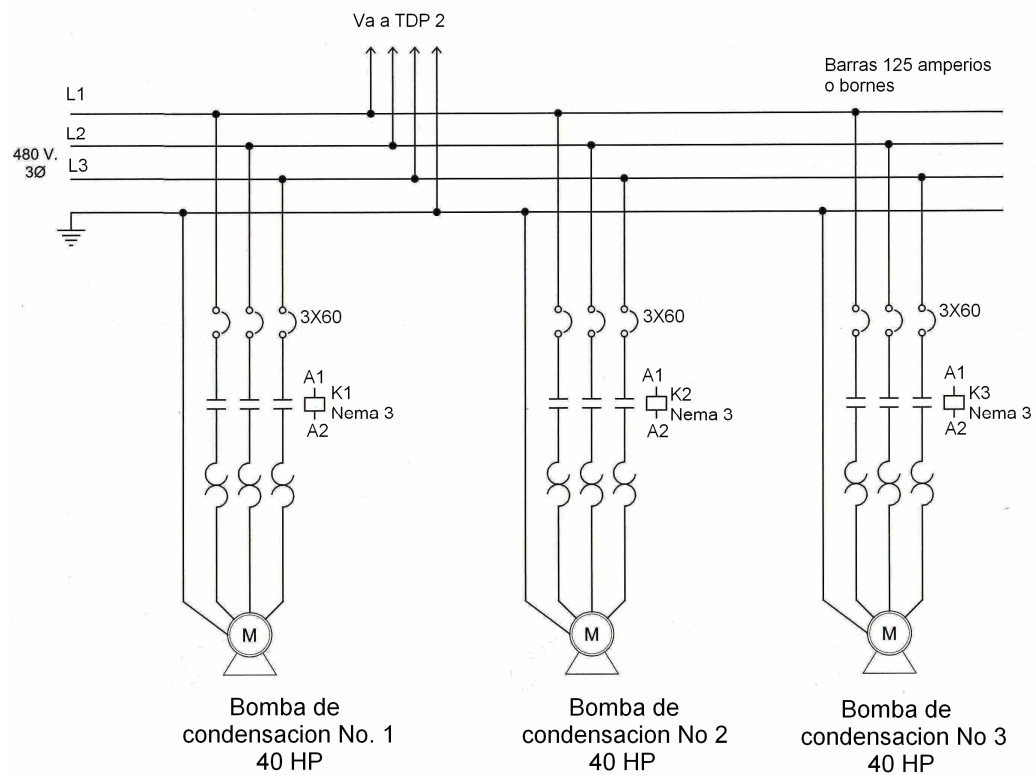 Va a TDP 2
Barras 125 amperios
o bornes
L1
L2
480 V.
3Ø
L3
3X60
3X60
3X60
A1
K1
Nema 3
A2
A1
K2
Nema 3
A2
A1
K3
Nema 3
A2
M
M
M
Bomba de
condensacion No. 1
40 HP
Bomba de
condensacion No 2
40 HP
Bomba de
condensacion No 3
40 HP